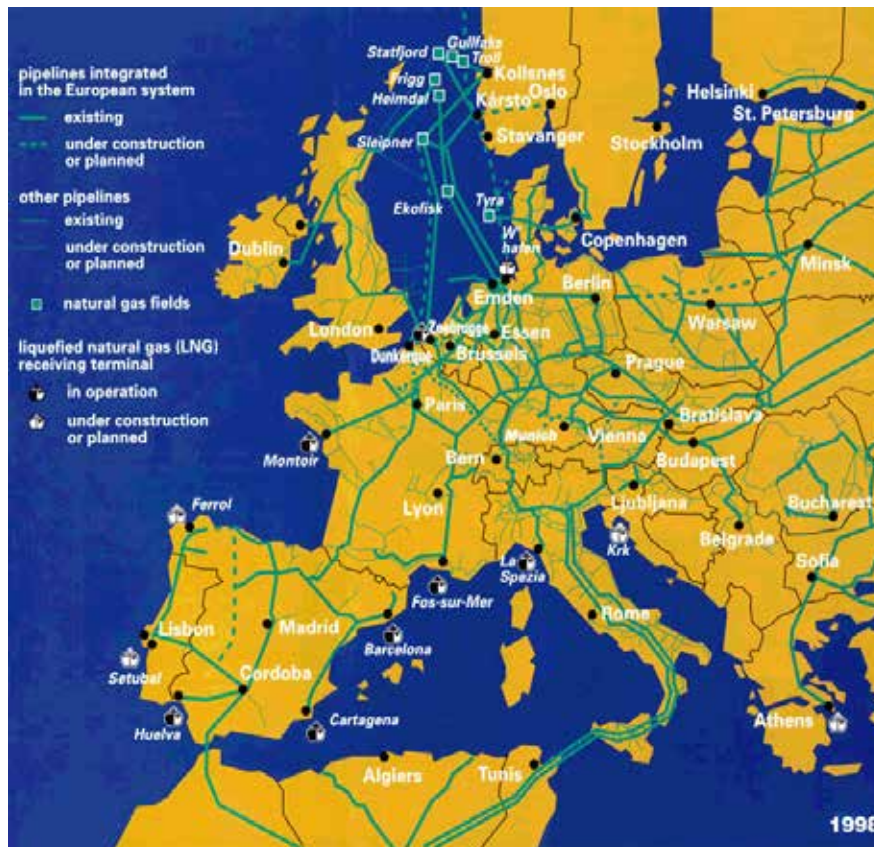 pipelines integrated
in the European system
existing
under construction
or planned
other pipelines
existing
under construction
or planned
natural gas fields
liquefied natural gas (LNG)
receiving terminal
in operation
under construction
or planned
Gullfaks
Statfjord
Troll
Frigg
Kollsnes
Heimdal
Kårsto
Oslo
Helsinki
St. Petersburg
Sleipner
Stavanger
Stockholm
Ekofisk
Tyra
Dublin
W
hafen
Copenhagen
Minsk
Emden
Berlin
Warsaw
London
Zeebrugge
Essen
Dunkerque
Brussels
Prague
Paris
Bratislava
Munich
Vienna
Montoir
Bern
Budapest
Lyon
Ljubljana
Bucharest
Ferrol
Krk
Belgrade
La
Spezia
Sofia
Fos-sur-Mer
Rome
Lisbon
Madrid
Barcelona
Setubal
Cordoba
Cartagena
Huelva
Athens
Algiers
Tunis
1998